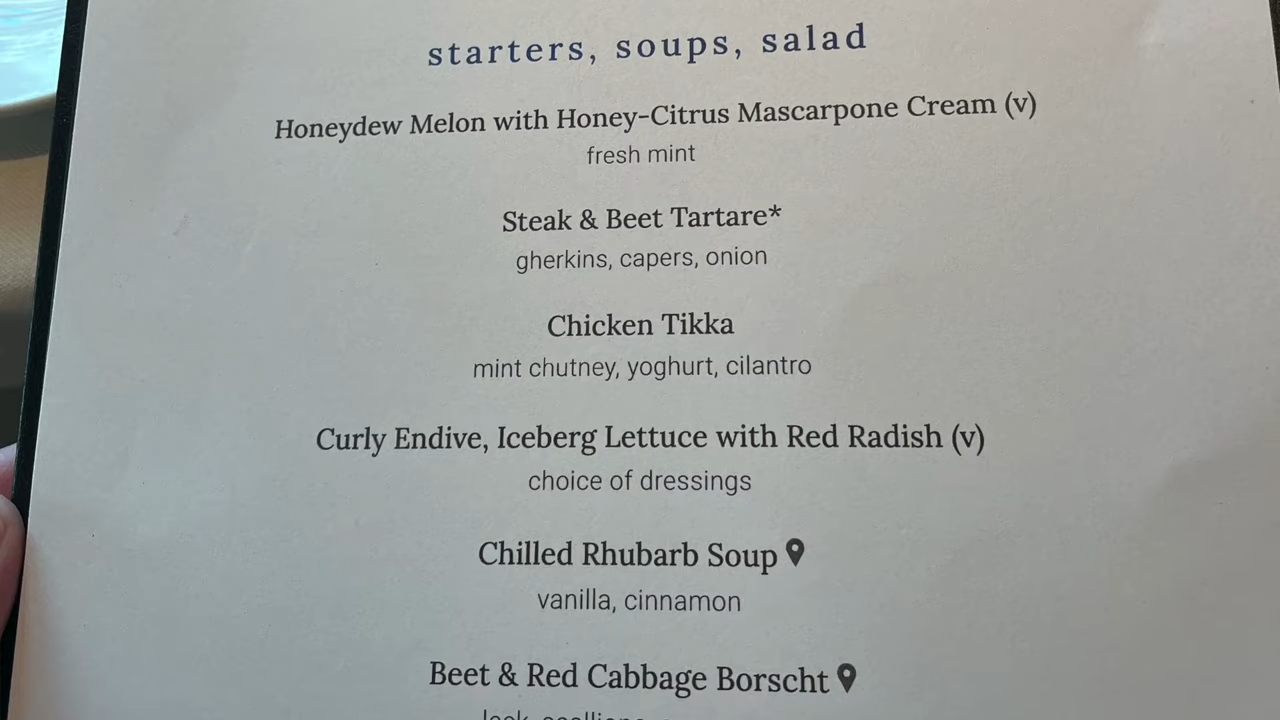 starters, soups, salad
Honeydew Melon with Honey-Citrus Mascarpone Cream (v)
fresh mint
Steak & Beet Tartare*
gherkins, capers, onion
Chicken Tikka
mint chutney, yoghurt, cilantro
Curly Endive, Iceberg Lettuce with Red Radish (v)
choice of dressings
Chilled Rhubarb Soup
vanilla, cinnamon
Beet & Red Cabbage Borscht